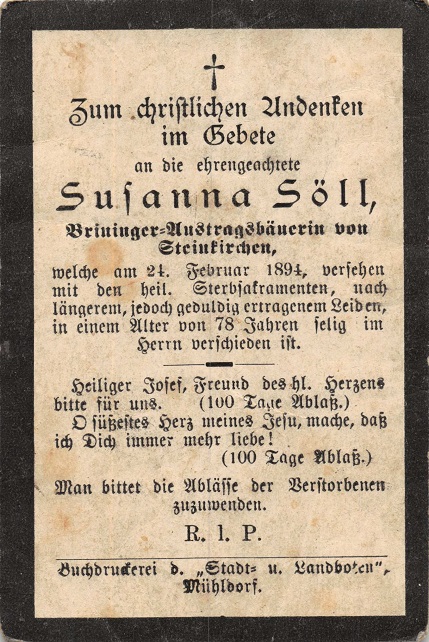 Zum christlichen Andenken
im Gebete
an die ehrengeachtete
Susanna Söll,
Brininger-Austragsbäuerin von
Steinkirchen,
welche am 24. Februar 1894, versehen
mit den heil. Sterbsakramenten, nach
längerem, jedoch geduldig ertragenem Leiden,
in einem Alter von 78 Jahren selig im
Herrn verschieden ist.
Heiliger Josef, Freund des hl. Herzens
bitte für uns. (100 Tage Ablaß.)
O süßestes Herz meines Jesu, mache, daß
ich Dich immer mehr liebe!
(100 Tage Ablaß.)
Man bittet die Ablässe der Verstorbenen
zuzuwenden.
R. I. P.
Buchdruckerei d. „Stadt- u. Landboten",
Mühldorf.